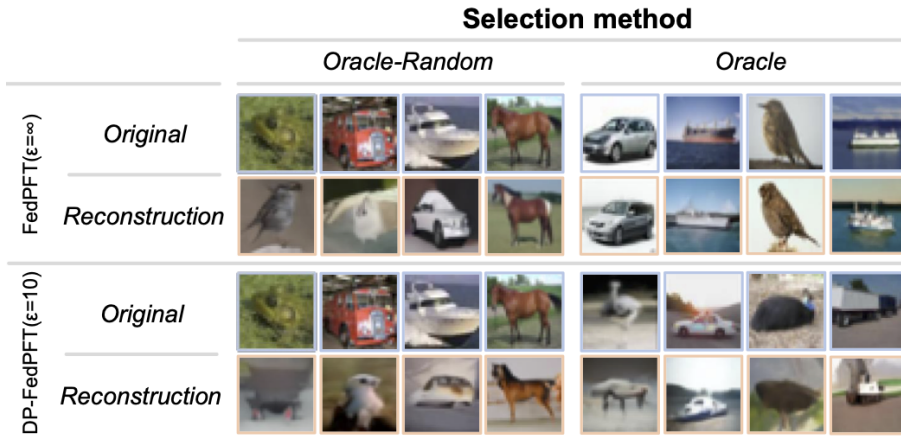 Selection method
Oracle-Random Oracle
FedPFT(ε=∞)
Original
Reconstruction
DP-FedPFT(ε=10)
Original
Reconstruction